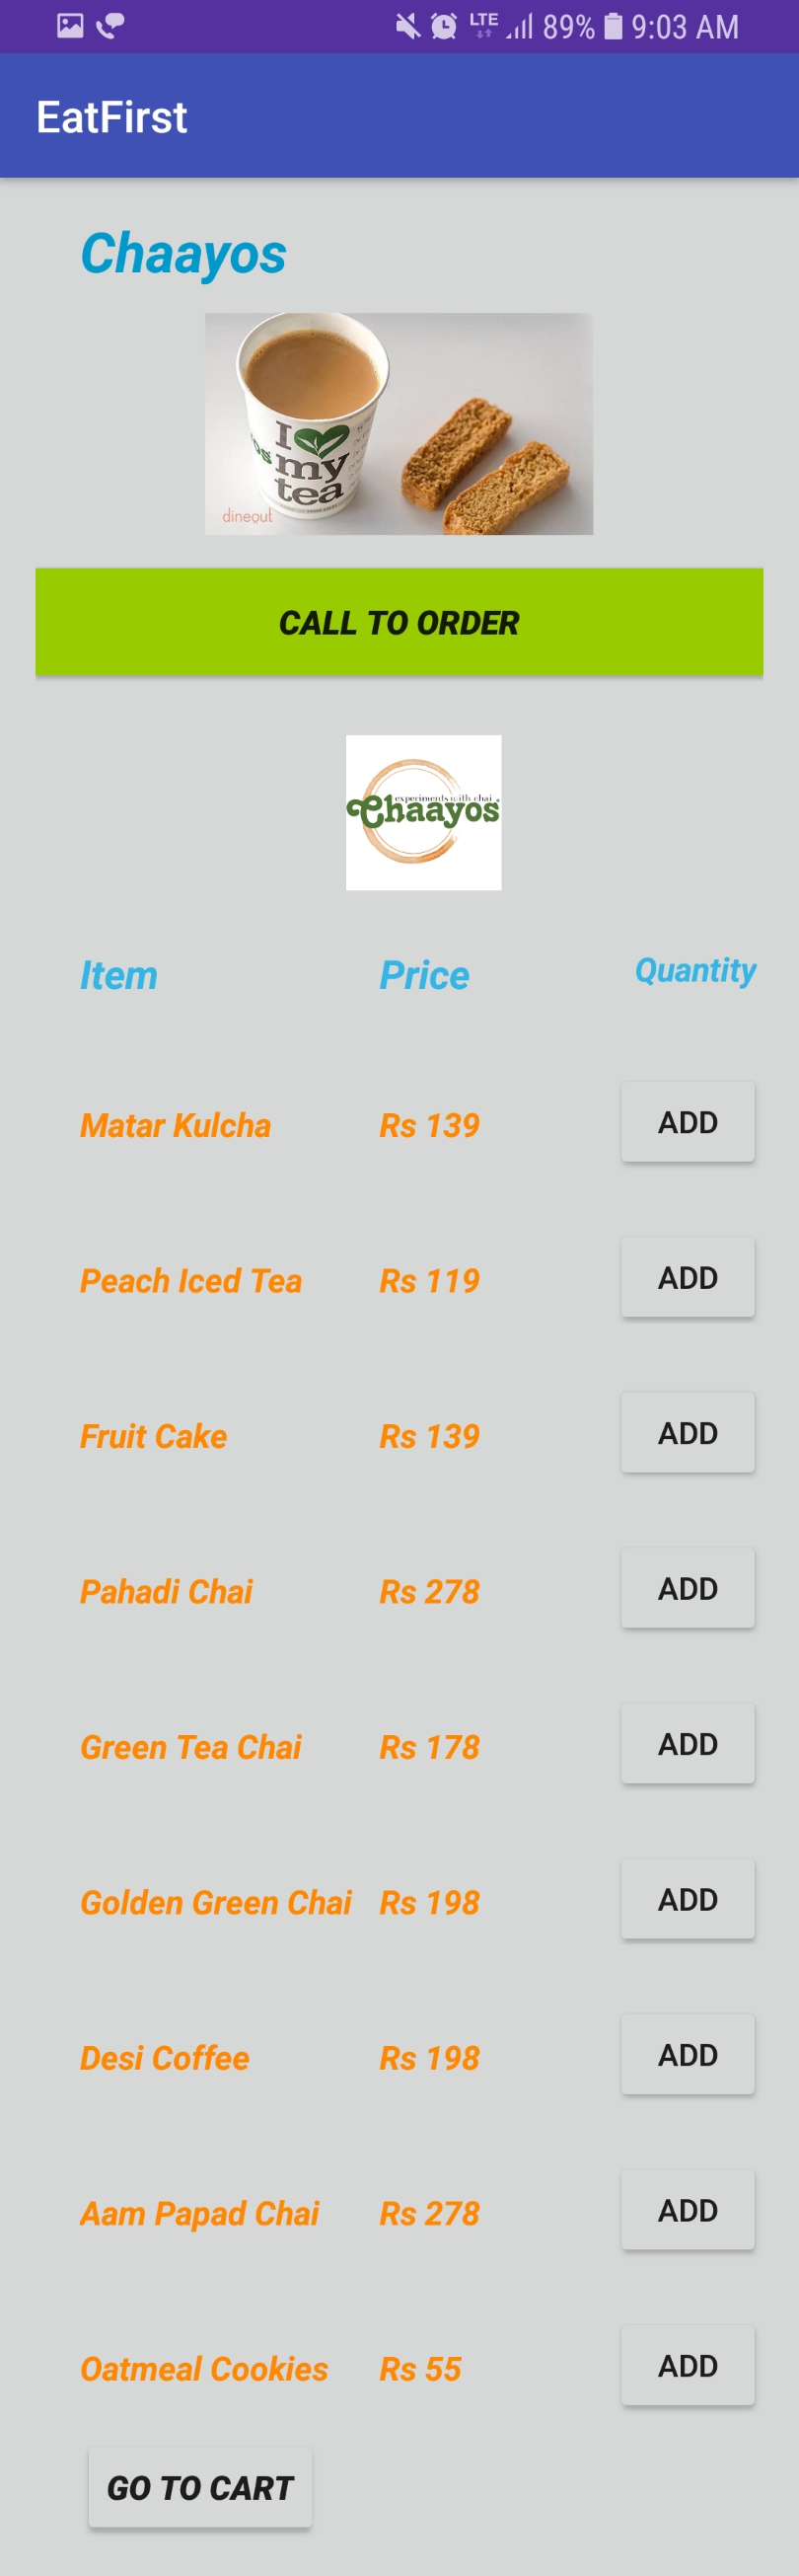 LTE 89% 9:03 AM
EatFirst
Chaayos
I
my
tea
dineout
CALL TO ORDER
experiments with chai
Chaayos
Item Price Quantity
Matar Kulcha Rs 139 ADD
Peach Iced Tea Rs 119 ADD
Fruit Cake Rs 139 ADD
Pahadi Chai Rs 278 ADD
Green Tea Chai Rs 178 ADD
Golden Green Chai Rs 198 ADD
Desi Coffee Rs 198 ADD
Aam Papad Chai Rs 278 ADD
Oatmeal Cookies Rs 55 ADD
GO TO CART